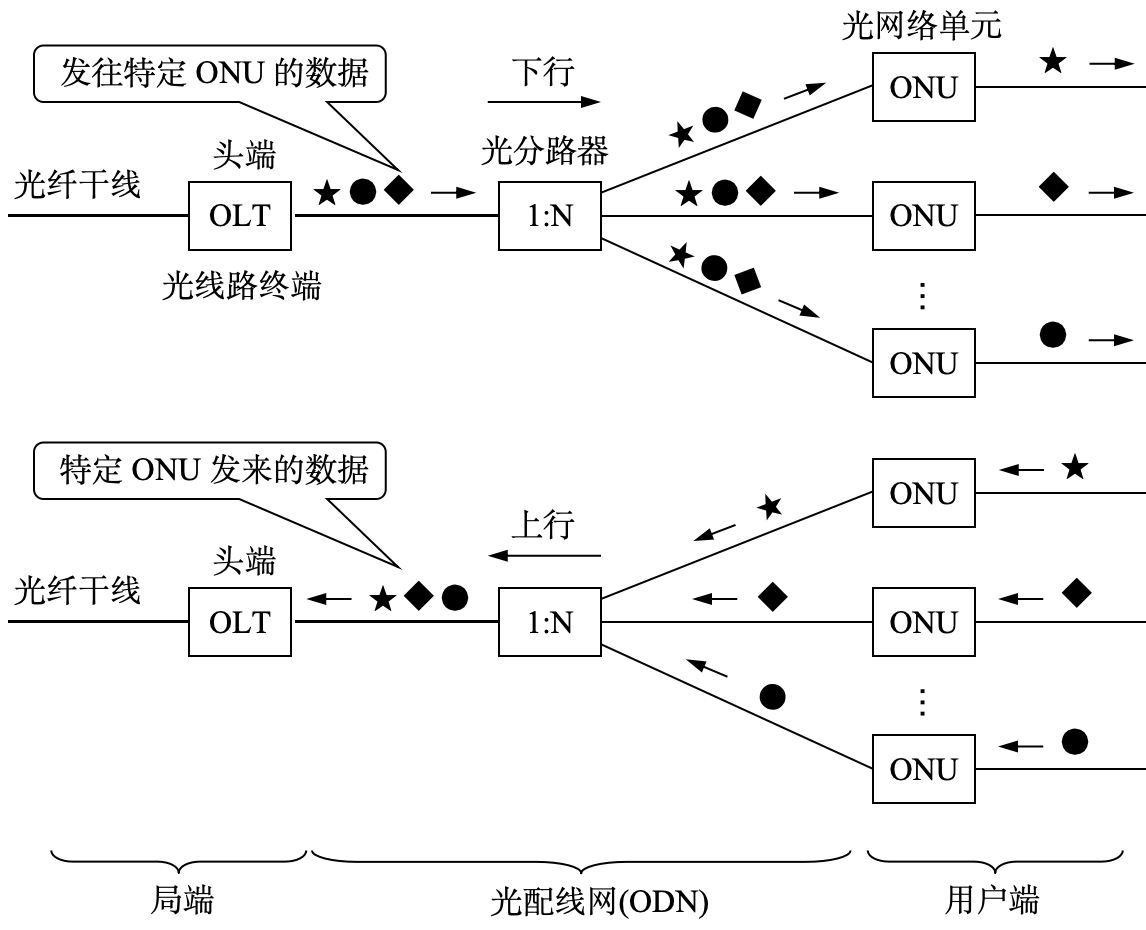 光网络单元
发往特定 ONU 的数据
下行
ONU
头端
光分路器
光纤干线
OLT
1:N
ONU
光线路终端
⋮
ONU
特定 ONU 发来的数据
上行
ONU
头端
光纤干线
OLT
1:N
ONU
⋮
ONU
局端
光配线网(ODN)
用户端